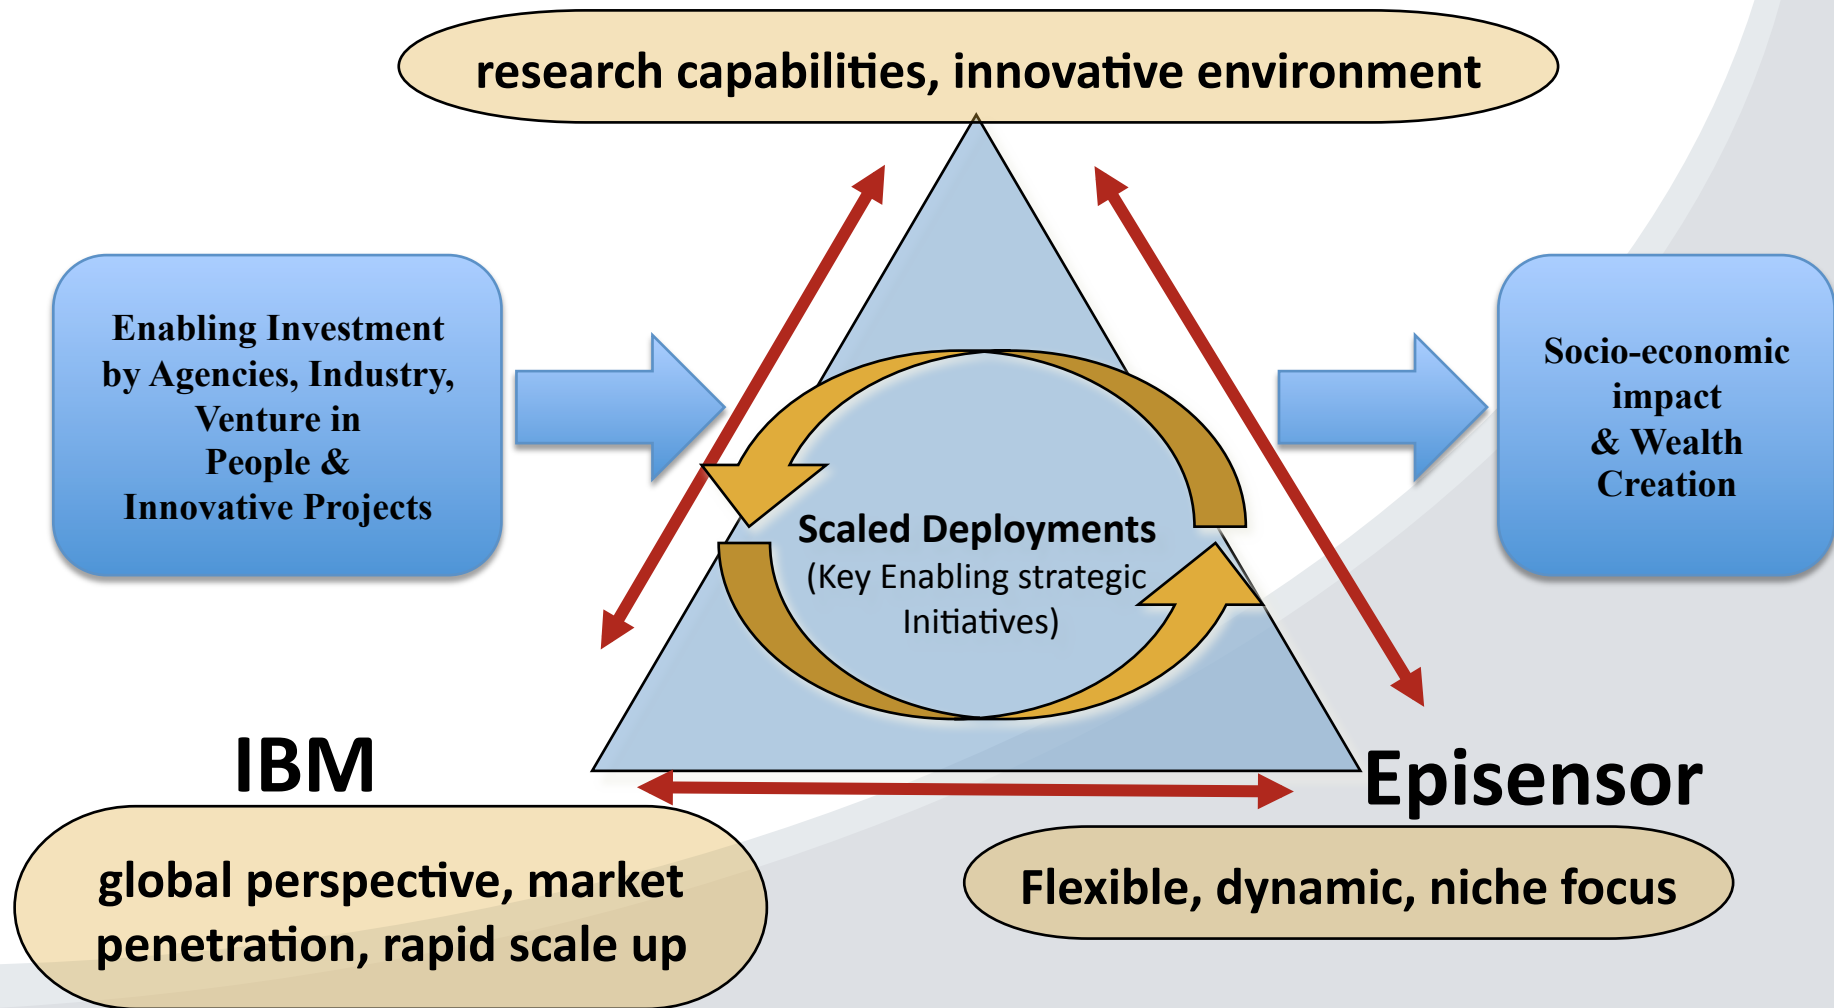 research capabilities, innovative environment
Enabling Investment
by Agencies, Industry,
Venture in
People &
Innovative Projects
Socio-economic
impact
& Wealth
Creation
Scaled Deployments
(Key Enabling strategic
Initiatives)
IBM
Episensor
global perspective, market
penetration, rapid scale up
Flexible, dynamic, niche focus